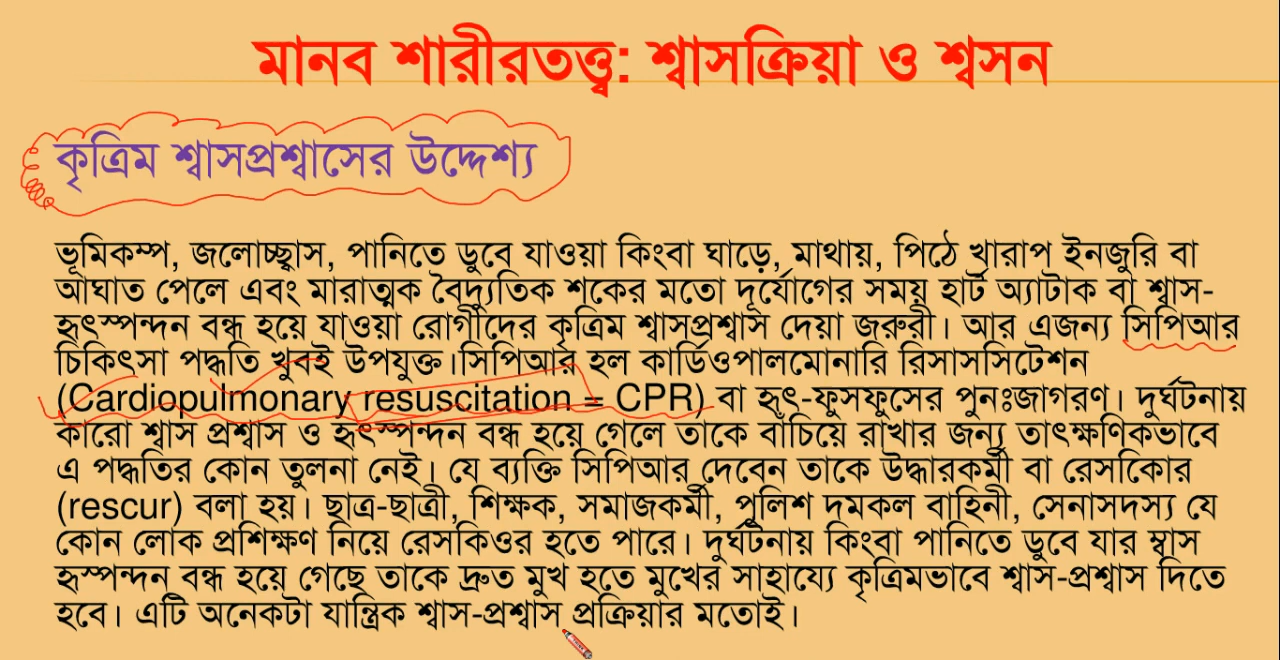 মানব শারীরতত্ত্ব: শ্বাসক্রিয়া ও শ্বসন
কৃত্রিম শ্বাসপ্রশ্বাসের উদ্দেশ্য
ভূমিকম্প, জলোচ্ছ্বাস, পানিতে ডুবে যাওয়া কিংবা ঘাড়ে, মাথায়, পিঠে খারাপ ইনজুরি বা
আঘাত পেলে এবং মারাত্মক বৈদ্যুতিক শকের মতো দূর্যোগের সময় হার্ট অ্যাটাক বা শ্বাস-
হৃৎস্পন্দন বন্ধ হয়ে যাওয়া রোগীদের কৃত্রিম শ্বাসপ্রশ্বাস দেয়া জরুরী। আর এজন্য সিপিআর
চিকিৎসা পদ্ধতি খুবই উপযুক্ত।সিপিআর হল কার্ডিওপালমোনারি রিসাসসিটেশন
(Cardiopulmonary resuscitation = CPR) বা হৃৎ-ফুসফুসের পুনঃজাগরণ। দুর্ঘটনায়
কারো শ্বাস প্রশ্বাস ও হৃৎস্পন্দন বন্ধ হয়ে গেলে তাকে বাঁচিয়ে রাখার জন্য তাৎক্ষণিকভাবে
এ পদ্ধতির কোন তুলনা নেই। যে ব্যক্তি সিপিআর দেবেন তাকে উদ্ধারকর্মী বা রেসকিোর
(rescur) বলা হয়। ছাত্র-ছাত্রী, শিক্ষক, সমাজকর্মী, পুলিশ দমকল বাহিনী, সেনাসদস্য যে
কোন লোক প্রশিক্ষণ নিয়ে রেসকিওর হতে পারে। দুর্ঘটনায় কিংবা পানিতে ডুবে যার শ্বাস
হৃস্পন্দন বন্ধ হয়ে গেছে তাকে দ্রুত মুখ হতে মুখের সাহায্যে কৃত্রিমভাবে শ্বাস-প্রশ্বাস দিতে
হবে। এটি অনেকটা যান্ত্রিক শ্বাস-প্রশ্বাস প্রক্রিয়ার মতোই।